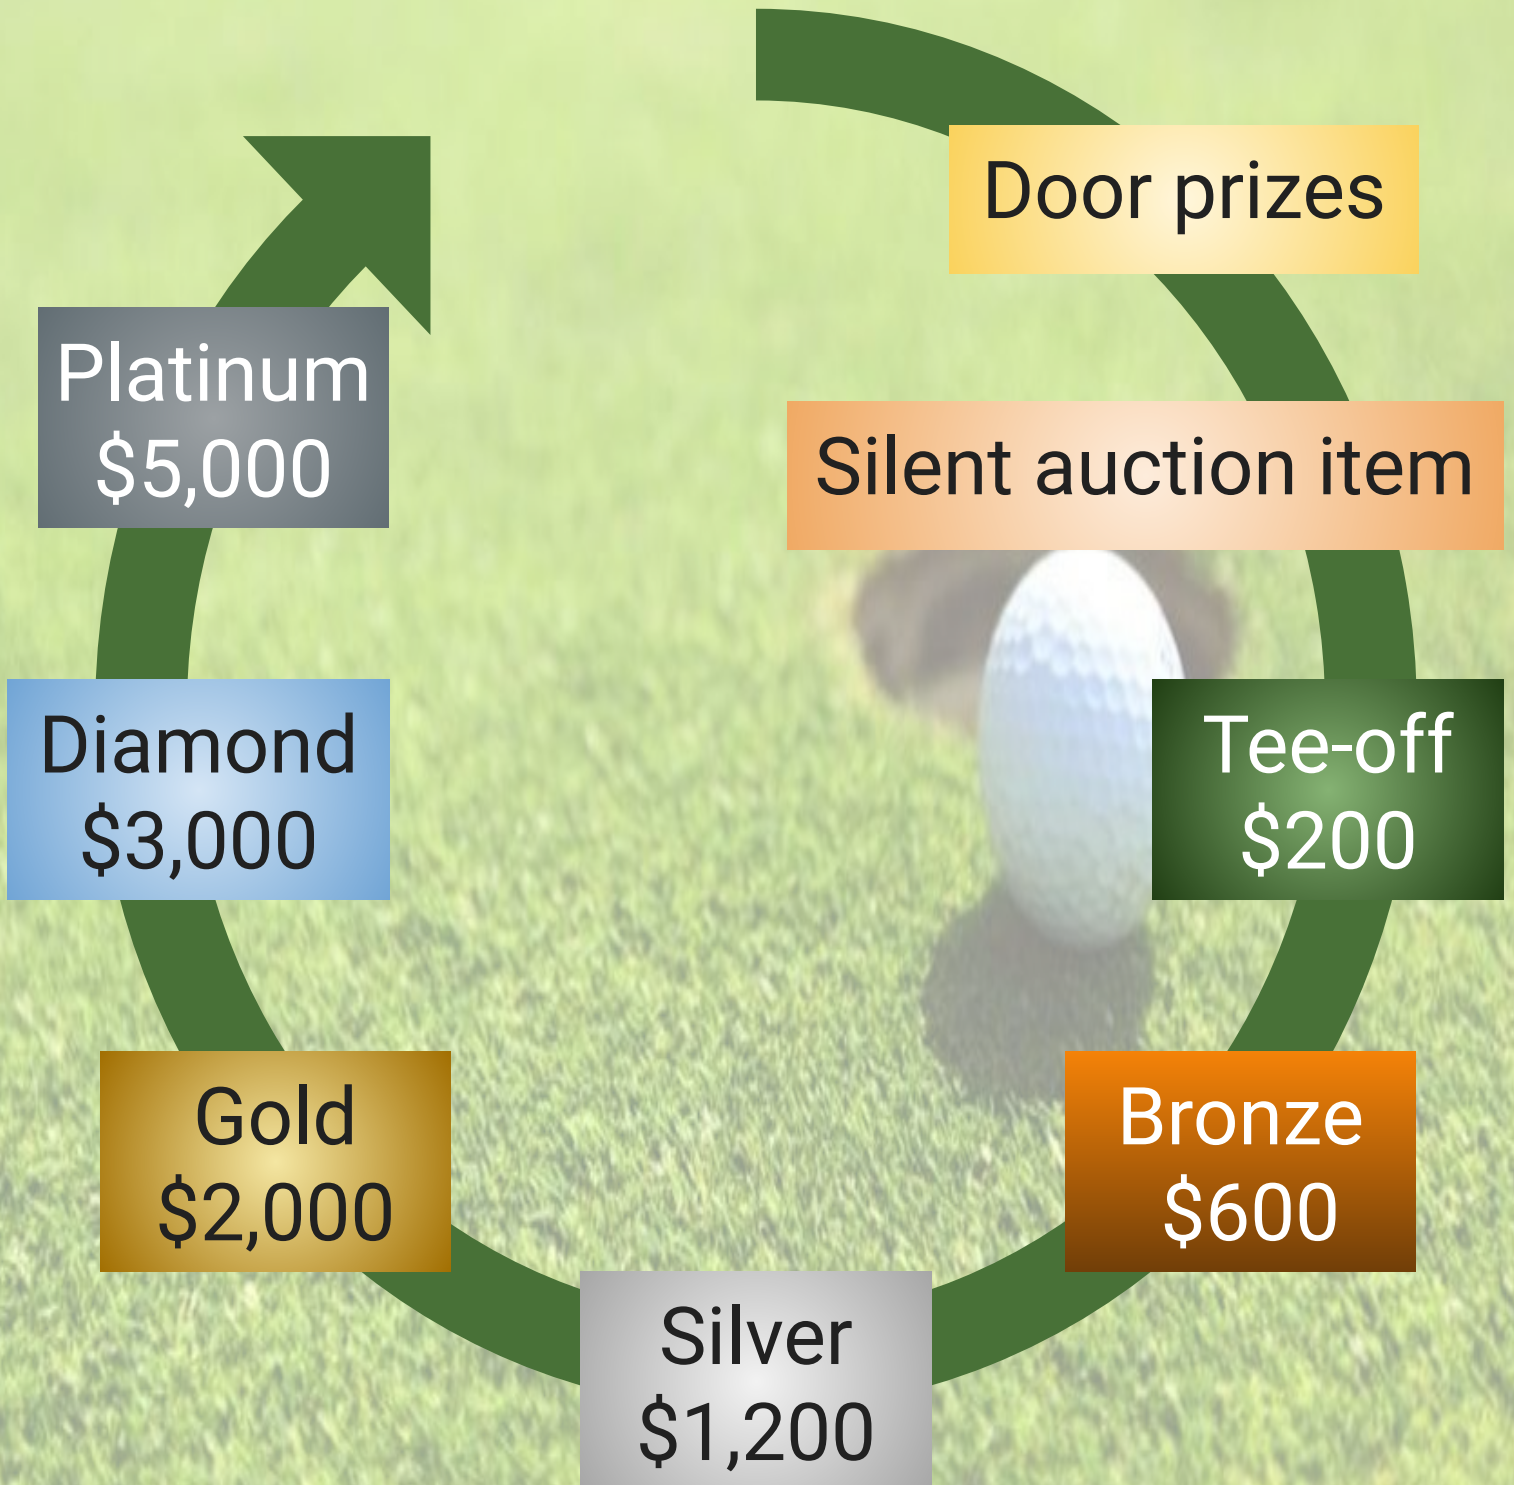 Door prizes
Silent auction item
Tee-off
$200
Bronze
$600
Silver
$1,200
Gold
$2,000
Diamond
$3,000
Platinum
$5,000